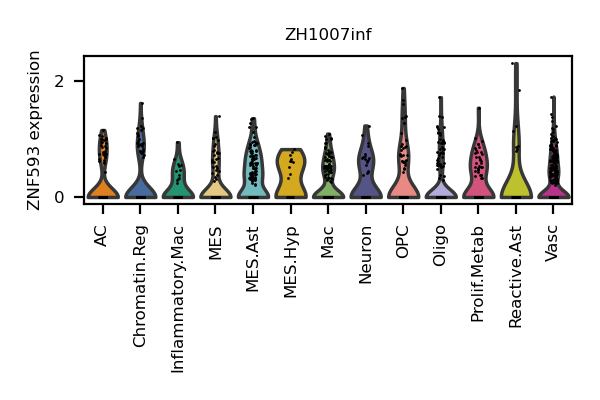 ZH1007inf
ZNF593 expression
2
0
AC
Chromatin.Reg
Inflammatory.Mac
MES
MES.Ast
MES.Hyp
Mac
Neuron
OPC
Oligo
Prolif.Metab
Reactive.Ast
Vasc